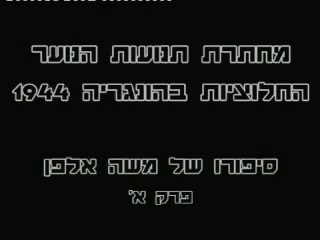 מחתרת תנועות הנוער
החלוציות בהונגריה 1944
סיפורו של משה אלפן
פרק א'